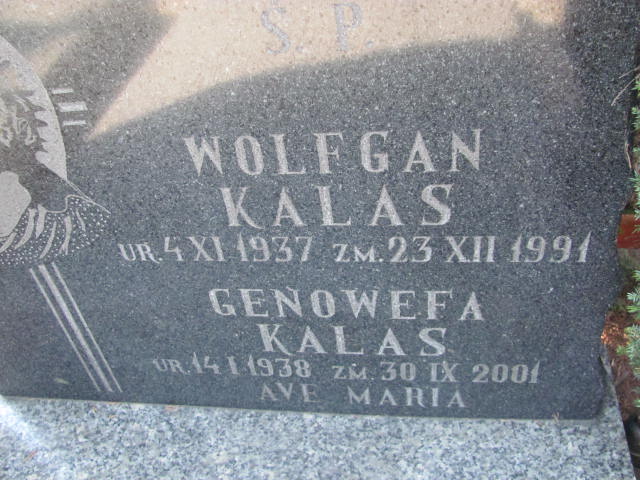 Ś. P.
WOLFGAN
KALAS
UR. 4 XI 1937 ZM. 23 XII 1991
GENOWEFA
KALAS
UR. 14 I 1938 ZM. 30 IX 2001
AVE MARIA